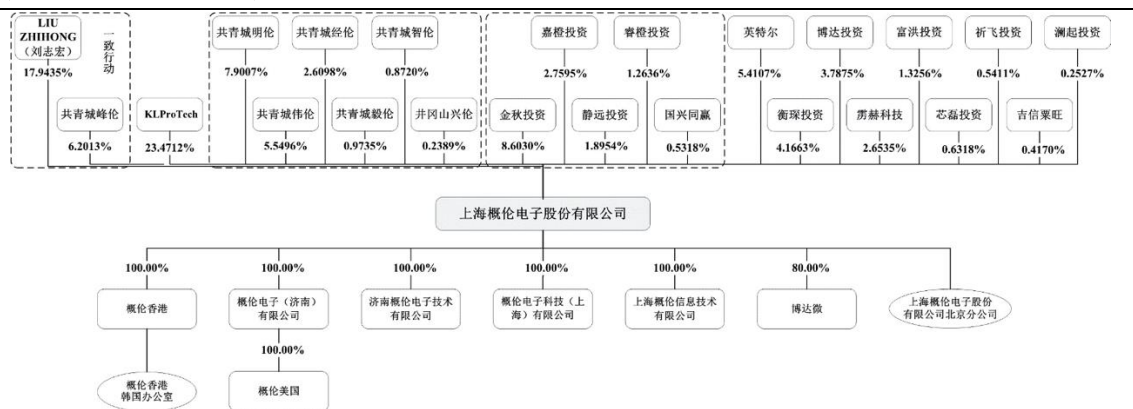 LIU
ZHIHONG
（刘志宏）
一致行动
17.9435%
共青城峰伦
6.2013%
KLProTech
23.4712%
共青城明伦
共青城经伦
共青城智伦
7.9007%
2.6098%
0.8720%
共青城伟伦
共青城毅伦
井冈山兴伦
5.5496%
0.9735%
0.2389%
嘉橙投资
睿橙投资
2.7595%
1.2636%
金秋投资
静远投资
国兴同赢
8.6030%
1.8954%
0.5318%
英特尔
博达投资
富洪投资
祈飞投资
澜起投资
5.4107%
3.7875%
1.3256%
0.5411%
0.2527%
衡琛投资
雳赫科技
芯磊投资
吉信粟旺
4.1663%
2.6535%
0.6318%
0.4170%
上海概伦电子股份有限公司
100.00%
100.00%
100.00%
100.00%
100.00%
80.00%
概伦香港
概伦电子（济南）
有限公司
济南概伦电子技术
有限公司
概伦电子科技（上
海）有限公司
上海概伦信息技术
有限公司
博达微
上海概伦电子股份
有限公司北京分公司
100.00%
概伦香港
韩国办公室
概伦美国